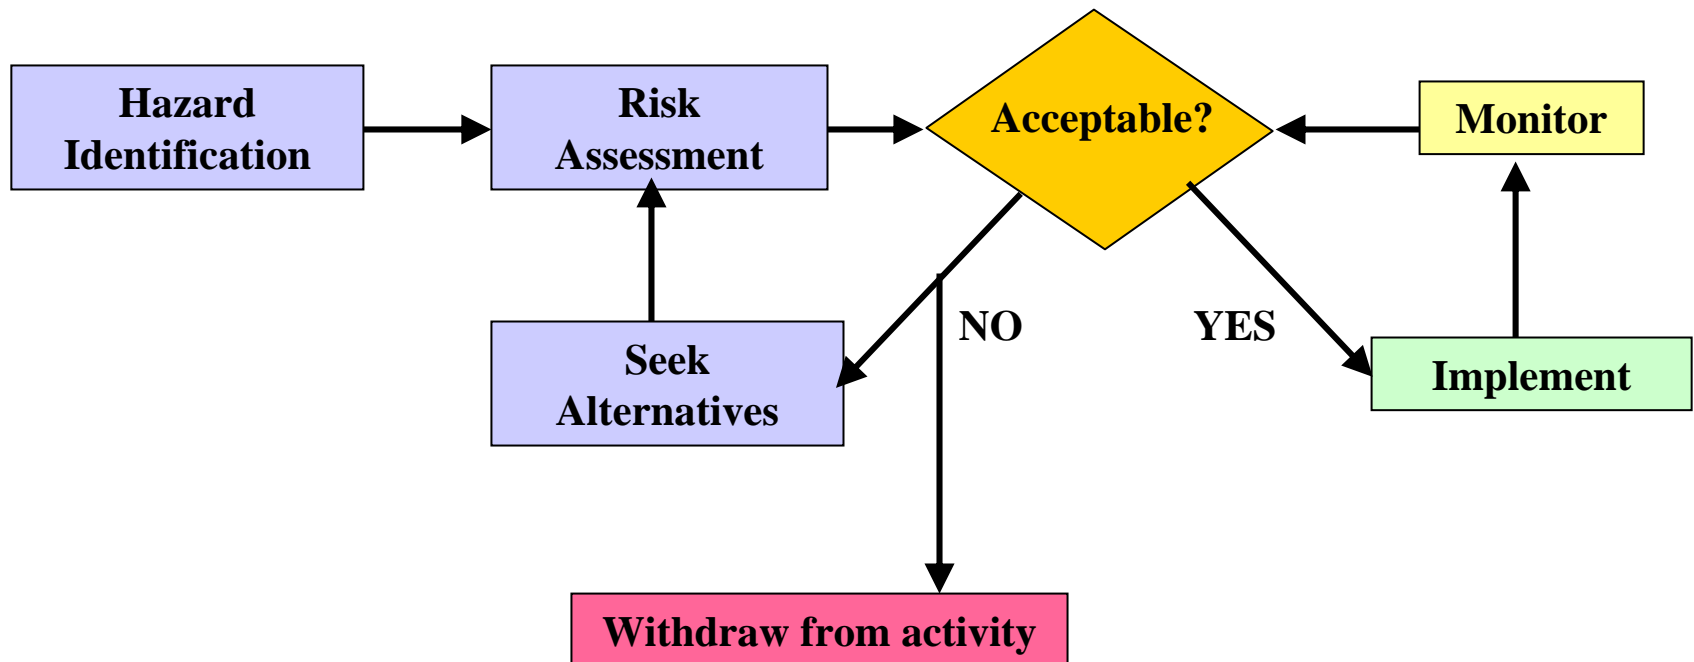 Hazard
Identification
Risk
Assessment
Acceptable?
Monitor
NO
YES
Seek
Alternatives
Implement
Withdraw from activity